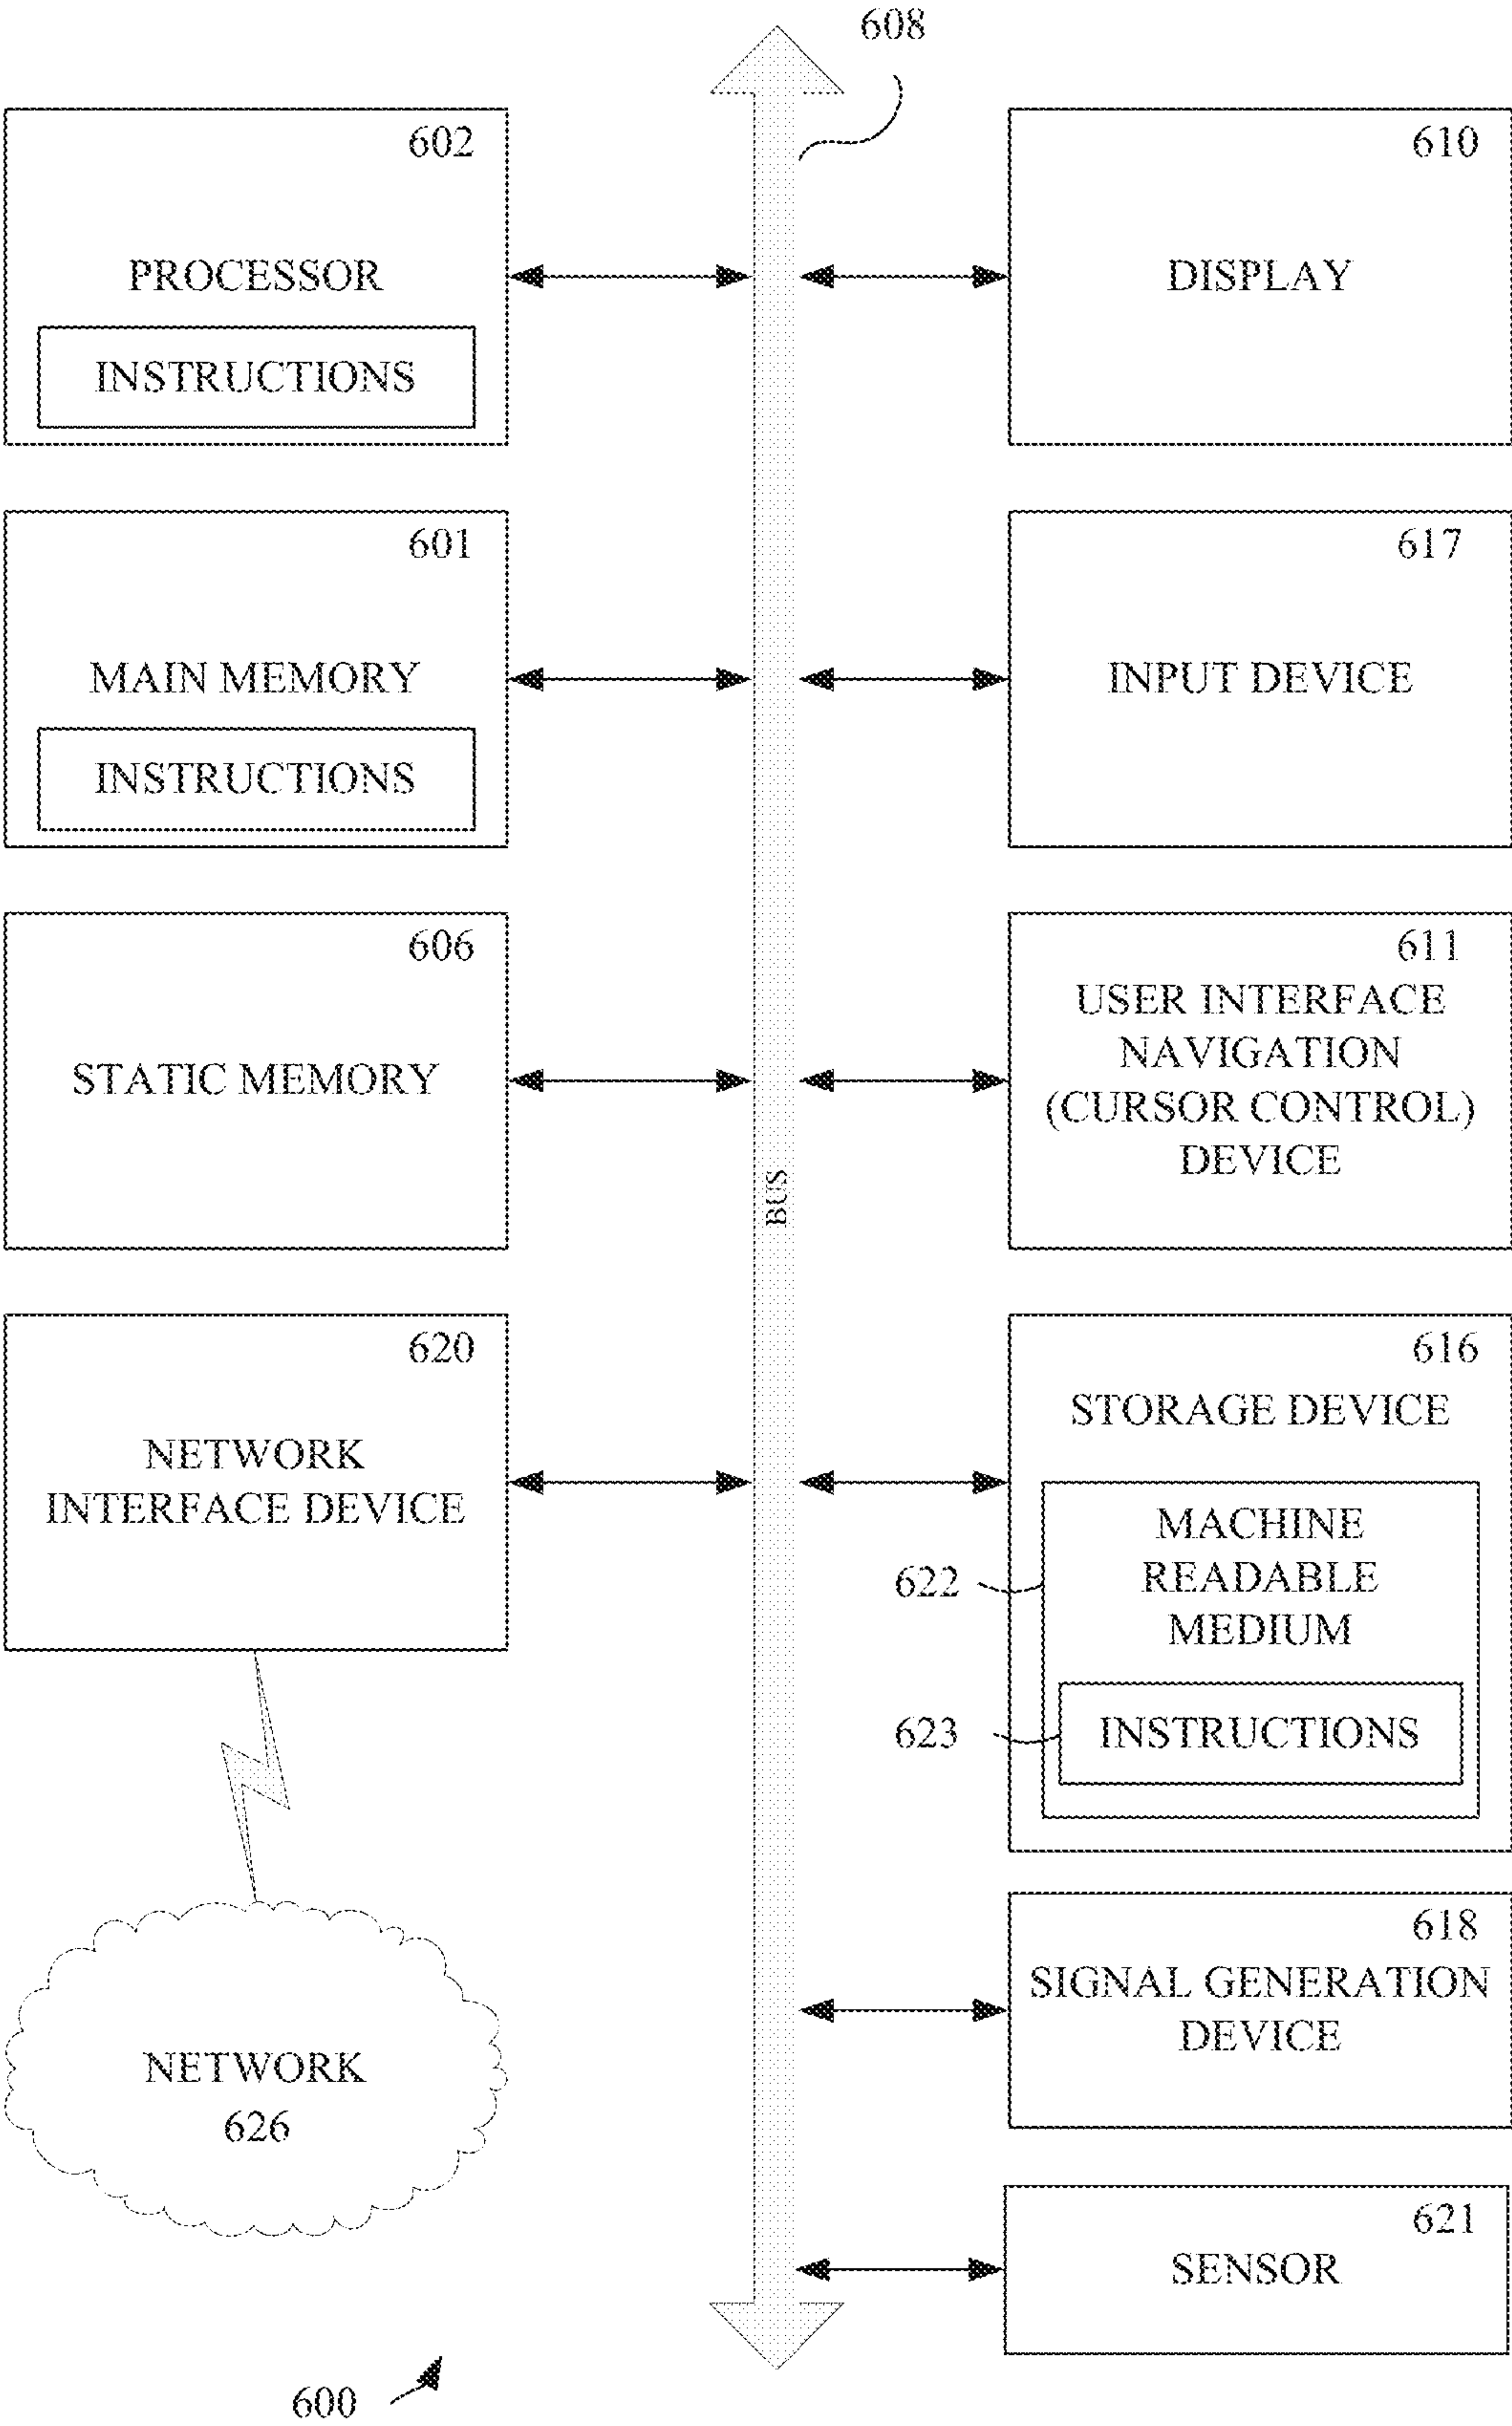 608
602
PROCESSOR
INSTRUCTIONS
610
DISPLAY
601
MAIN MEMORY
INSTRUCTIONS
617
INPUT DEVICE
606
STATIC MEMORY
611
USER INTERFACE
NAVIGATION
(CURSOR CONTROL)
DEVICE
BUS
620
NETWORK
INTERFACE DEVICE
616
STORAGE DEVICE
MACHINE
READABLE
MEDIUM
622
INSTRUCTIONS
623
618
SIGNAL GENERATION
DEVICE
NETWORK
626
621
SENSOR
600